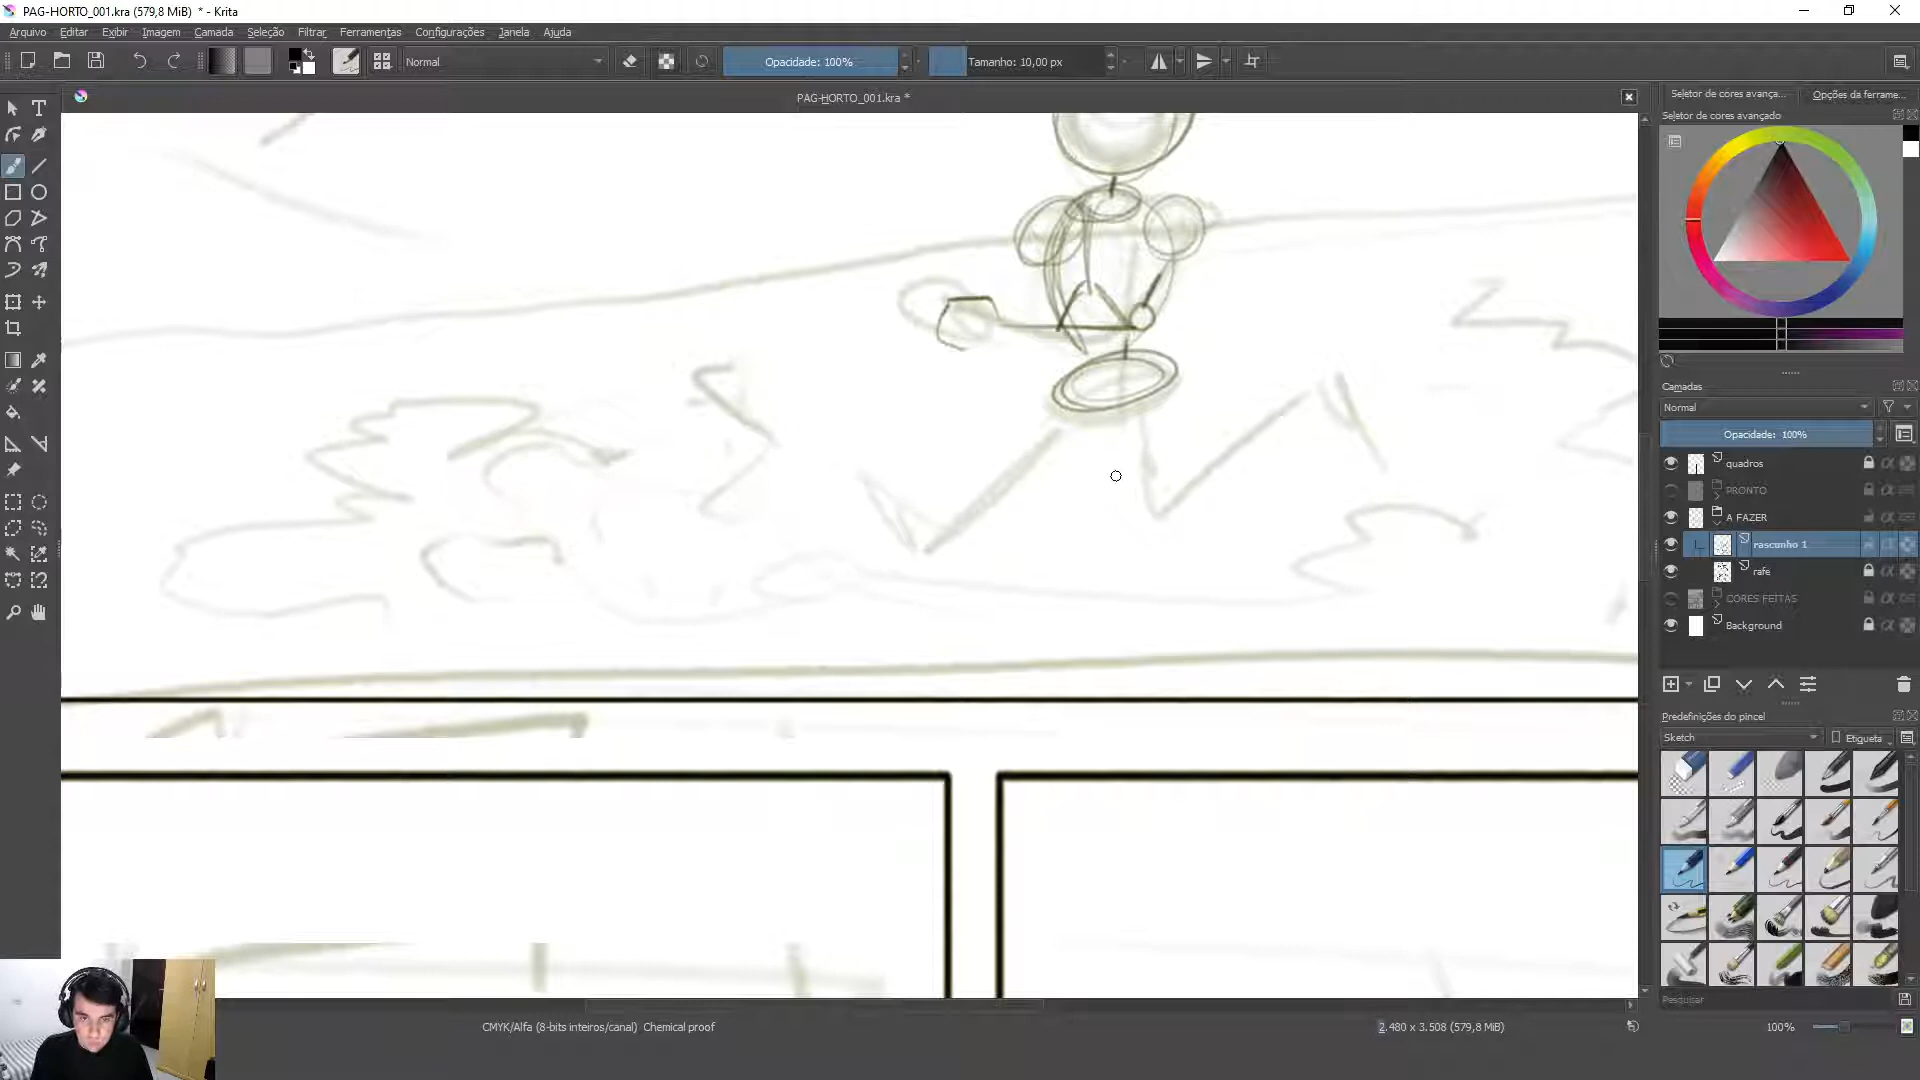 PAG-HORTO_001.kra (579,8 MiB) * - Krita
Arquivo Editar Exibir Imagem Camada Seleção Filtrar Ferramentas Configurações Janela Ajuda
Normal
Opacidade: 100%
Tamanho: 10,00 px
PAG-HORTO_001.kra *
Seletor de cores avança...
Opções da ferrame...
Seletor de cores avançado
Camadas
Normal
Opacidade: 100%
quadros
PRONTO
A FAZER
rascunho 1
rafe
CORES FEITAS
Background
Predefinições do pincel
Sketch
Etiqueta
Pesquisar
CMYK/Alfa (8-bits inteiros/canal) Chemical proof
2.480 x 3.508 (579,8 MiB)
100%